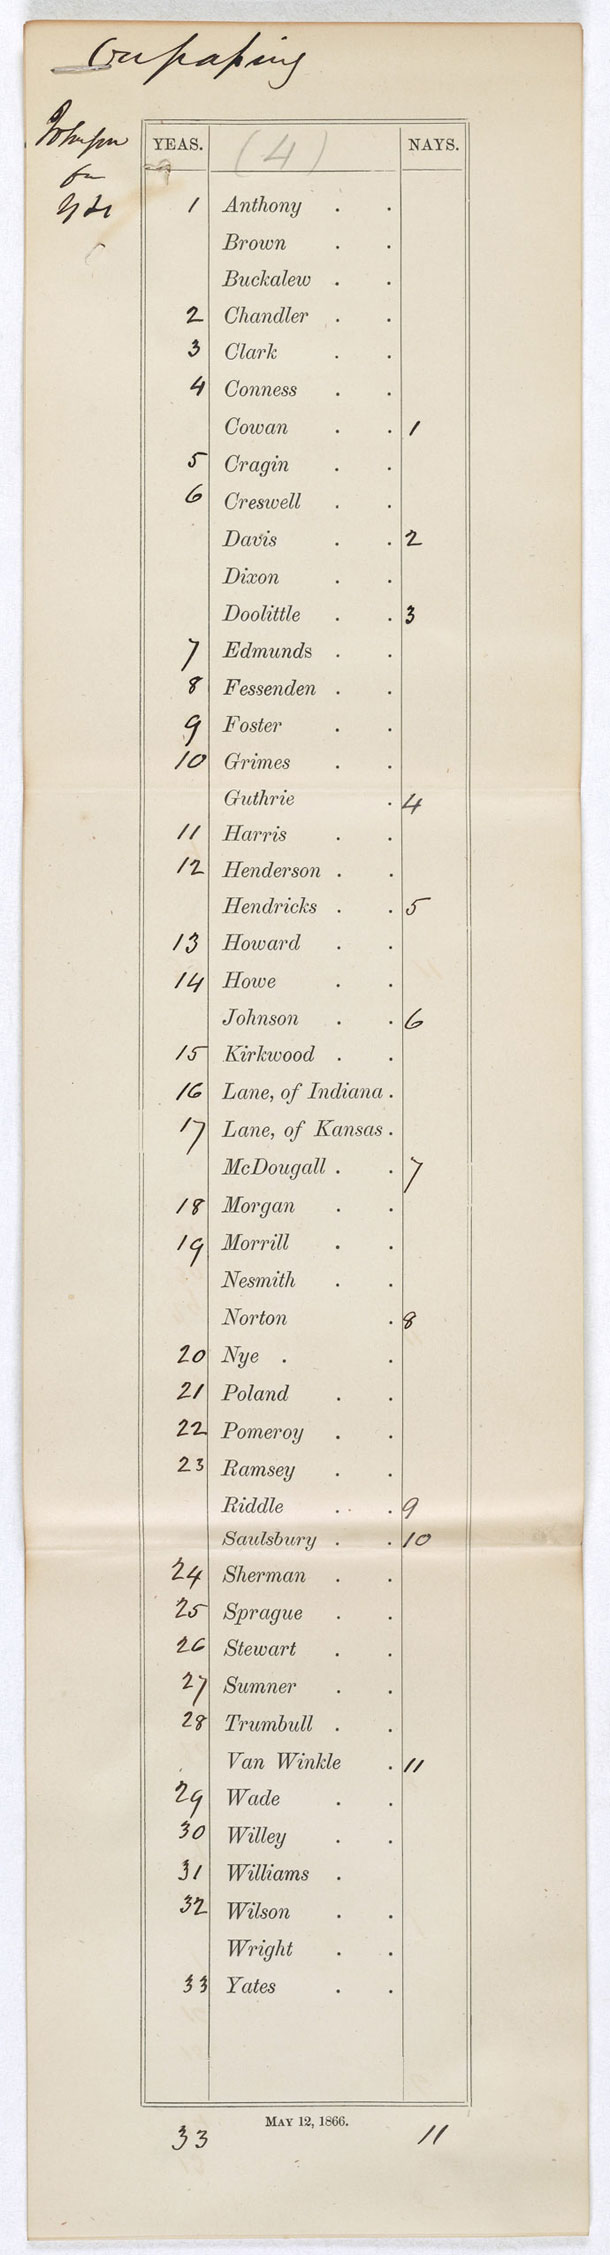 On passing
Johnson
for
YEAS. (4) NAYS.
1 Anthony . .
Brown . .
Buckalew . .
2 Chandler . .
3 Clark . .
4 Conness . .
Cowan . . 1
5 Cragin . .
6 Creswell . .
Davis . . 2
Dixon . .
Doolittle . . 3
7 Edmunds . .
8 Fessenden . .
9 Foster . .
10 Grimes . .
Guthrie . 4
11 Harris . .
12 Henderson . .
Hendricks . . 5
13 Howard . .
14 Howe . .
Johnson . . 6
15 Kirkwood . .
16 Lane, of Indiana .
17 Lane, of Kansas .
McDougall . . 7
18 Morgan . .
19 Morrill . .
Nesmith . .
Norton . 8
20 Nye . .
21 Poland . .
22 Pomeroy . .
23 Ramsey . .
Riddle . . 9
Saulsbury . . 10
24 Sherman . .
25 Sprague . .
26 Stewart . .
27 Sumner . .
28 Trumbull . .
Van Winkle . 11
29 Wade . .
30 Willey . .
31 Williams .
32 Wilson . .
Wright . .
33 Yates . .
MAY 12, 1866.
33 11